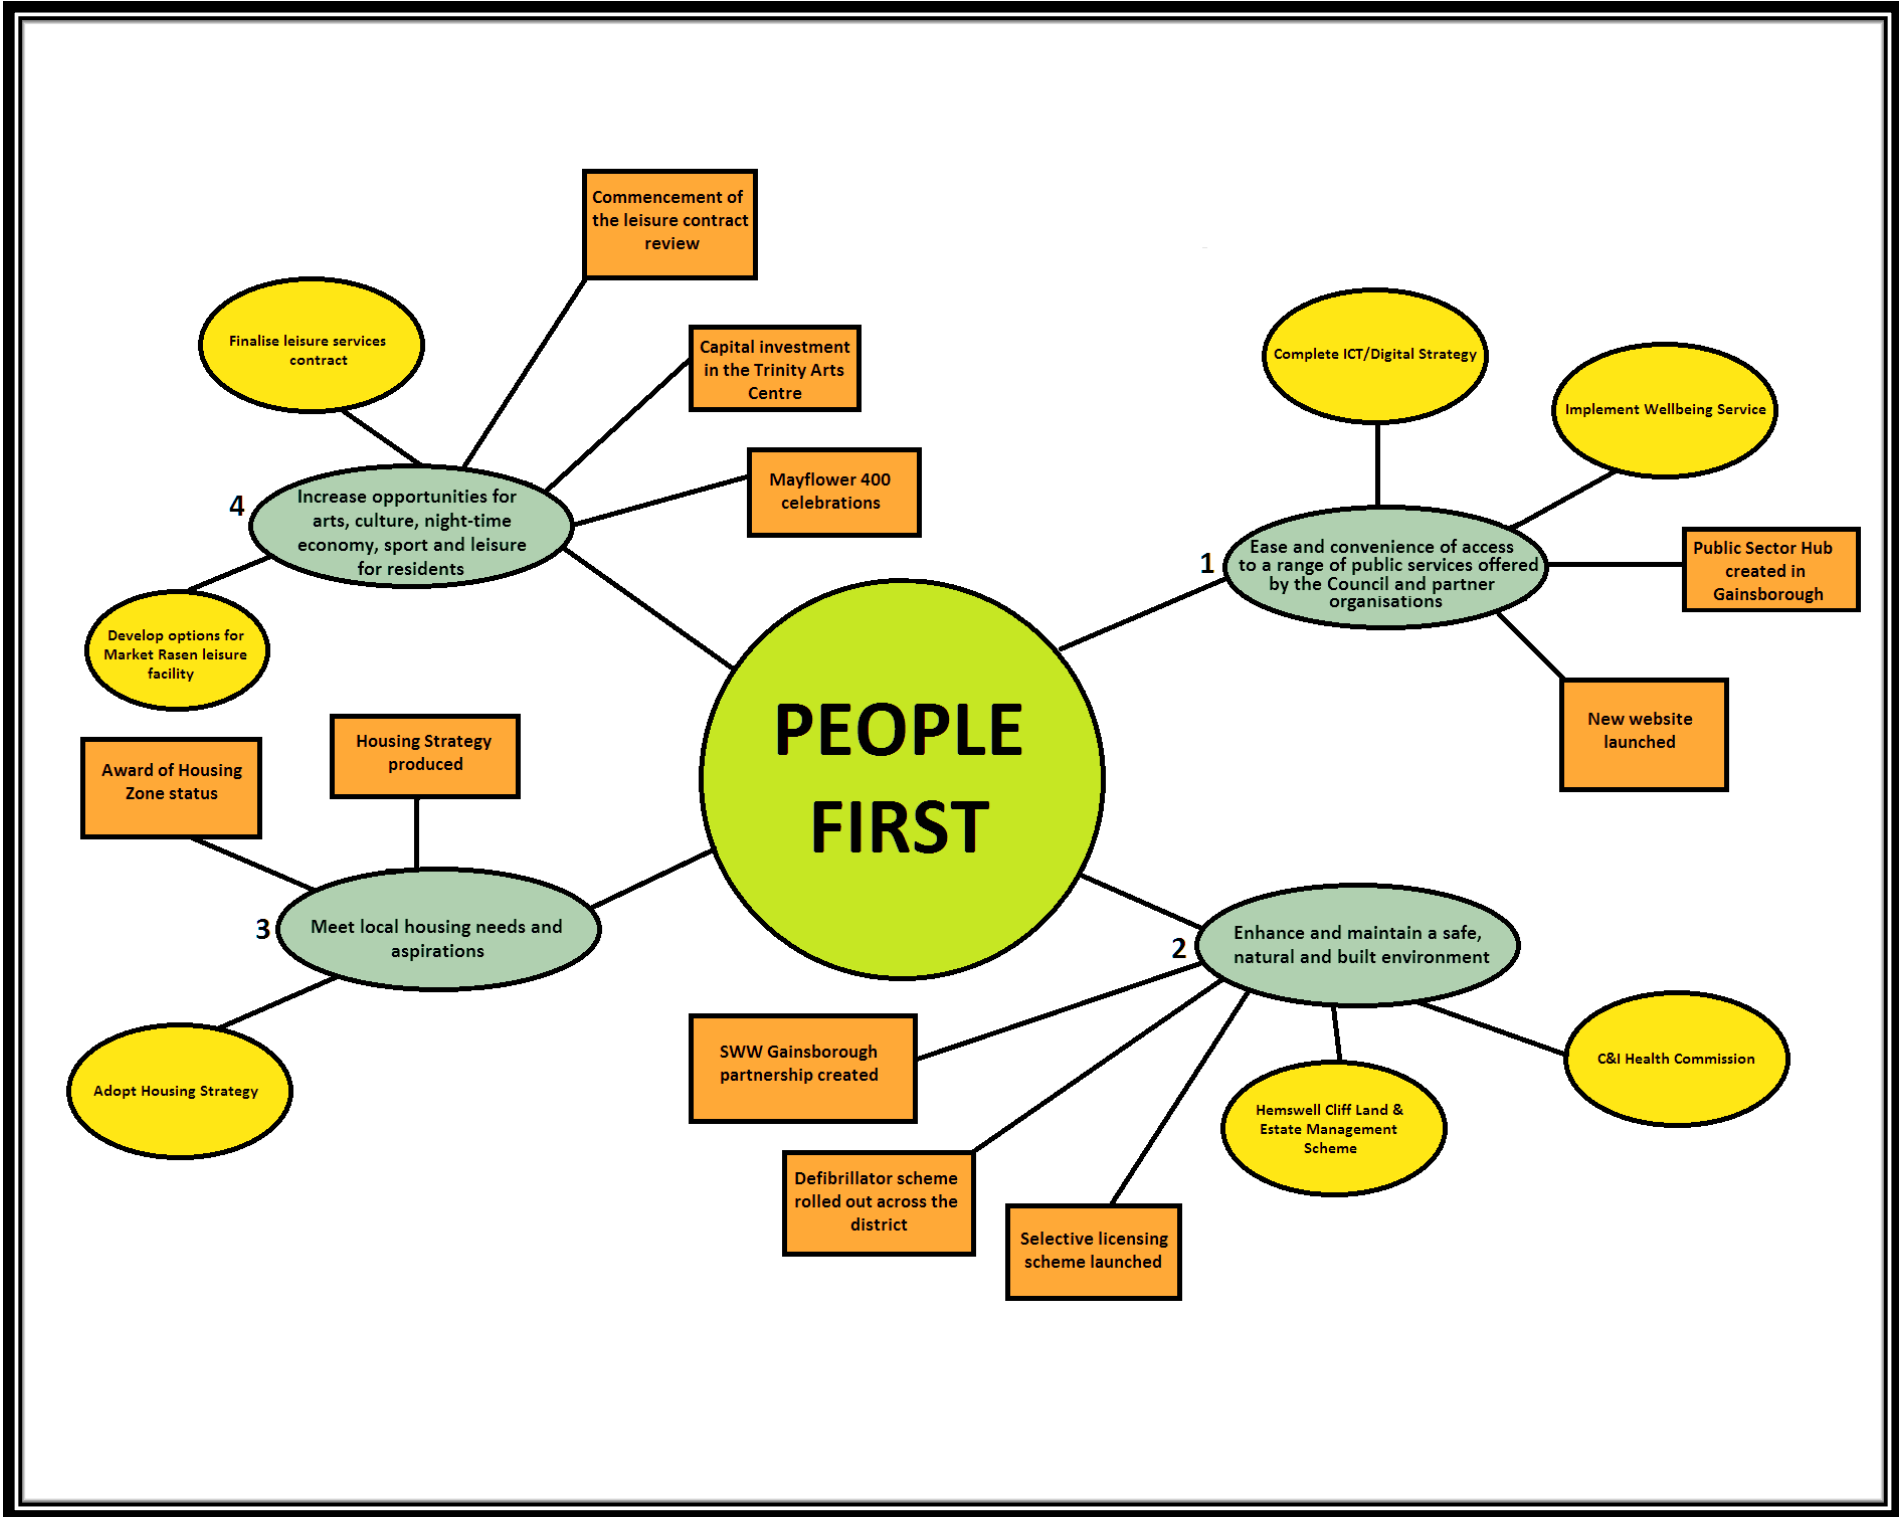 PEOPLE
FIRST
1
Ease and convenience of access
to a range of public services offered
by the Council and partner
organisations
Complete ICT/Digital Strategy
Implement Wellbeing Service
Public Sector Hub
created in
Gainsborough
New website
launched
2
Enhance and maintain a safe,
natural and built environment
C&I Health Commission
Hemswell Cliff Land &
Estate Management
Scheme
Selective licensing
scheme launched
Defibrillator scheme
rolled out across the
district
SWW Gainsborough
partnership created
3
Meet local housing needs and
aspirations
Adopt Housing Strategy
Award of Housing
Zone status
Housing Strategy
produced
4
Increase opportunities for
arts, culture, night-time
economy, sport and leisure
for residents
Develop options for
Market Rasen leisure
facility
Finalise leisure services
contract
Commencement of
the leisure contract
review
Capital investment
in the Trinity Arts
Centre
Mayflower 400
celebrations